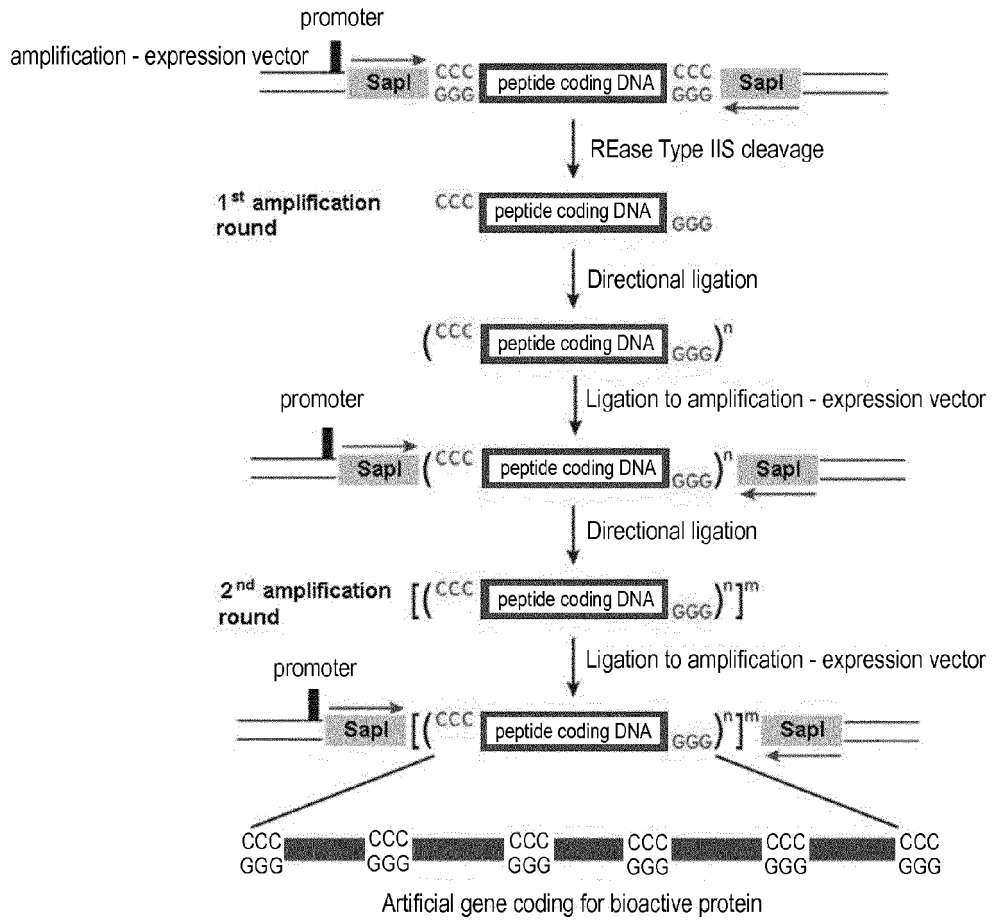 promoter
amplification - expression vector
SapI CCC peptide coding DNA CCC SapI
GGG GGG
REase Type IIS cleavage
1st amplification round
CCC peptide coding DNA GGG
Directional ligation
(CCC peptide coding DNA GGG)n
Ligation to amplification - expression vector
promoter
SapI (CCC peptide coding DNA GGG)n SapI
Directional ligation
2nd amplification round
[(CCC peptide coding DNA GGG)n]m
Ligation to amplification - expression vector
promoter
SapI [(CCC peptide coding DNA GGG)n]m SapI
CCC CCC CCC CCC CCC CCC
GGG GGG GGG GGG GGG GGG
Artificial gene coding for bioactive protein